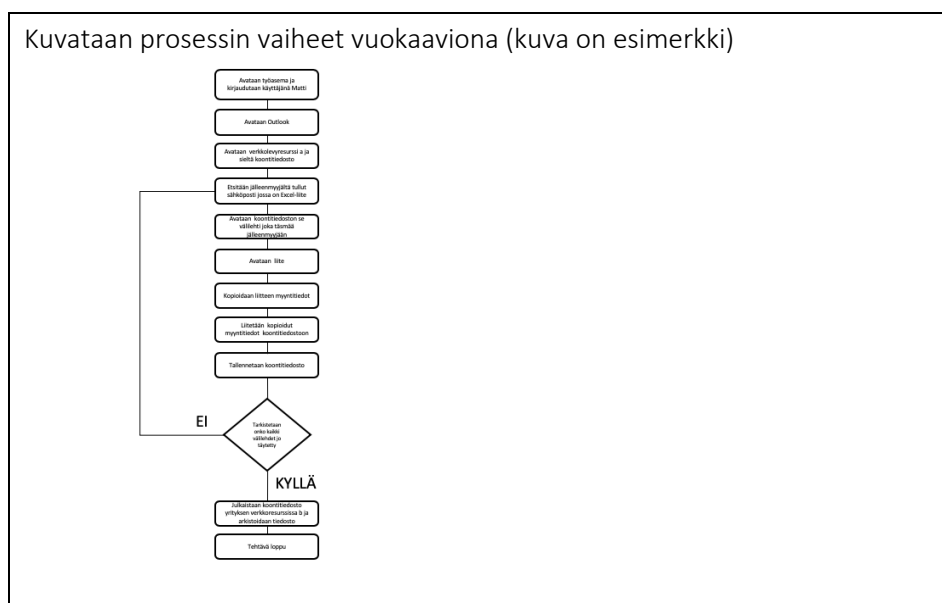 Kuvataan prosessin vaiheet vuokaaviona (kuva on esimerkki)
Avataan työasema ja
kirjaudutaan käyttäjänä Matti
Avataan Outlook
Avataan verkkolevyresurssi a ja
sieltä koontitiedosto
Etsitään jälleenmyyjältä tullut
sähköposti jossa on Excel-liite
Avataan koontitiedoston se
välilehti joka täsmää
jälleenmyyjään
Avataan liite
Kopioidaan liitteen myyntitiedot
Liitetään kopioidut
myyntitiedot koontitiedostoon
Tallennetaan koontitiedosto
EI
Tarkistetaan
onko kaikki
välilehdet jo
täytetty
KYLLÄ
Julkaistaan koontitiedosto
yrityksen verkkoresurssissa b ja
arkistoidaan tiedosto
Tehtävä loppu